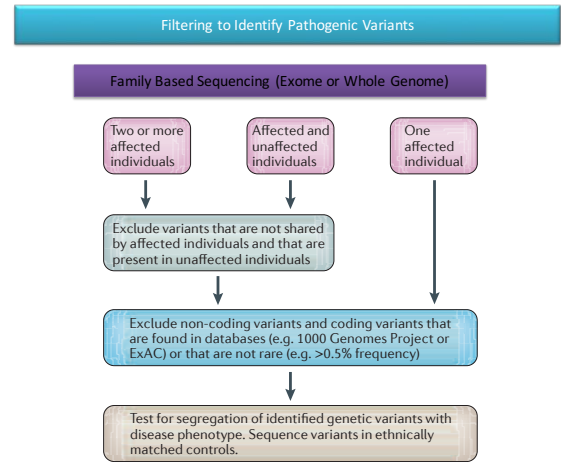 Filtering to Identify Pathogenic Variants
Family Based Sequencing (Exome or Whole Genome)
Two or more
affected
individuals
Affected and
unaffected
individuals
One
affected
individual
Exclude variants that are not shared
by affected individuals and that are
present in unaffected individuals
Exclude non-coding variants and coding variants that
are found in databases (e.g. 1000 Genomes Project or
ExAC) or that are not rare (e.g. >0.5% frequency)
Test for segregation of identified genetic variants with
disease phenotype. Sequence variants in ethnically
matched controls.